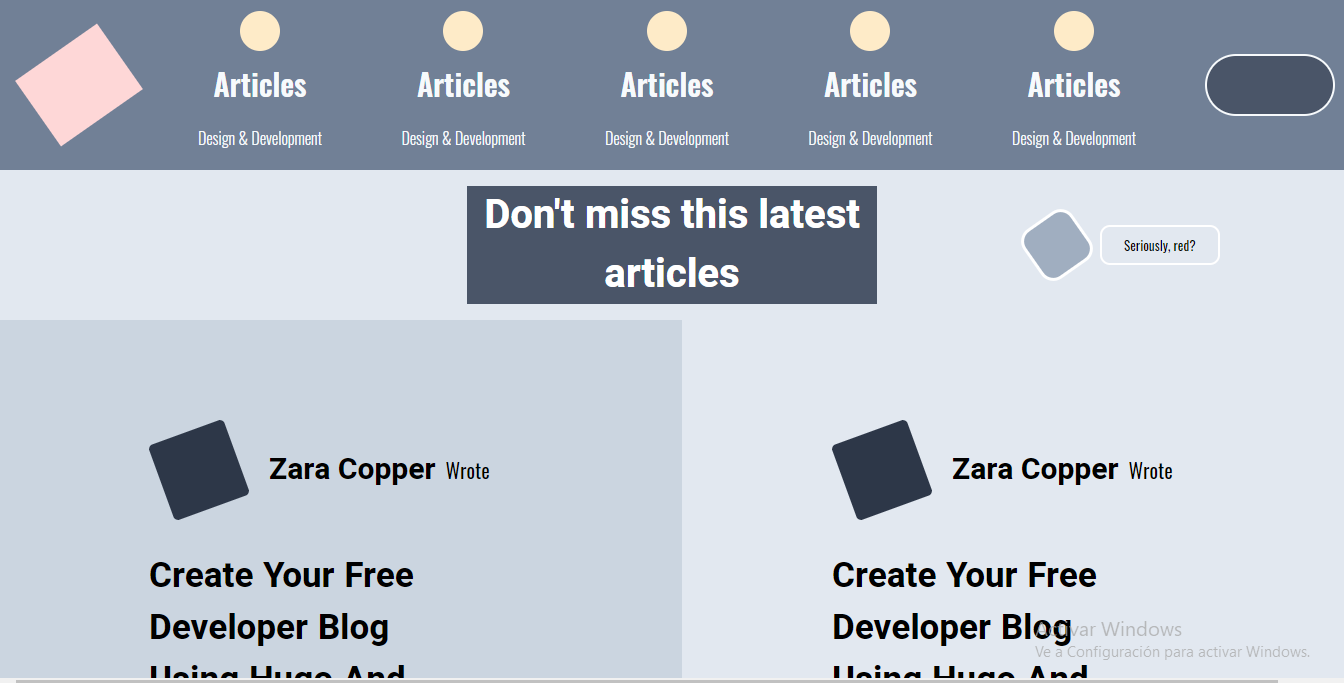 Articles Articles Articles Articles Articles
Design & Development Design & Development Design & Development Design & Development Design & Development
Don't miss this latest
articles
Seriously, red?
Zara Copper Wrote
Create Your Free
Developer Blog
Using Hugo And
Zara Copper Wrote
Create Your Free
Developer Blog
Using Hugo And
Activar Windows
Ve a Configuración para activar Windows.